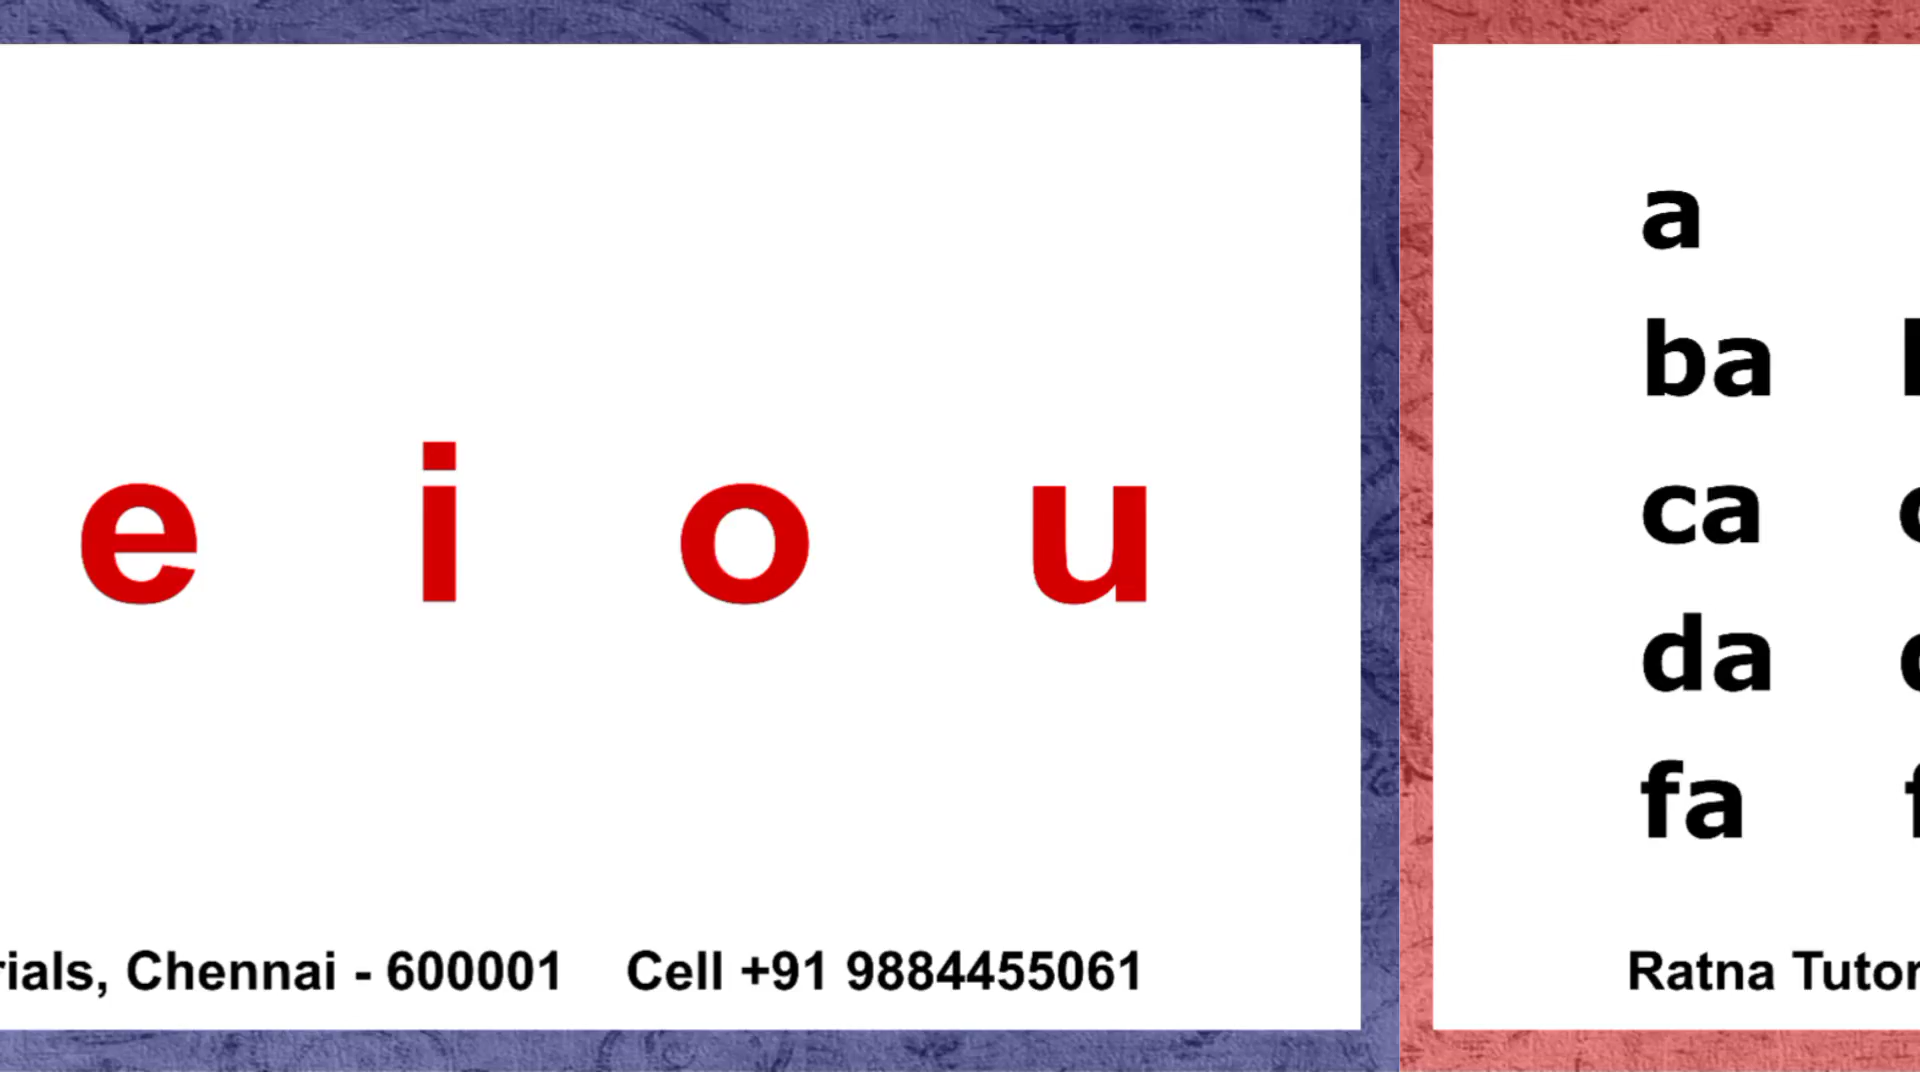 e i o u
rials, Chennai - 600001 Cell +91 9884455061
a
ba
ca
da
fa
Ratna Tutor